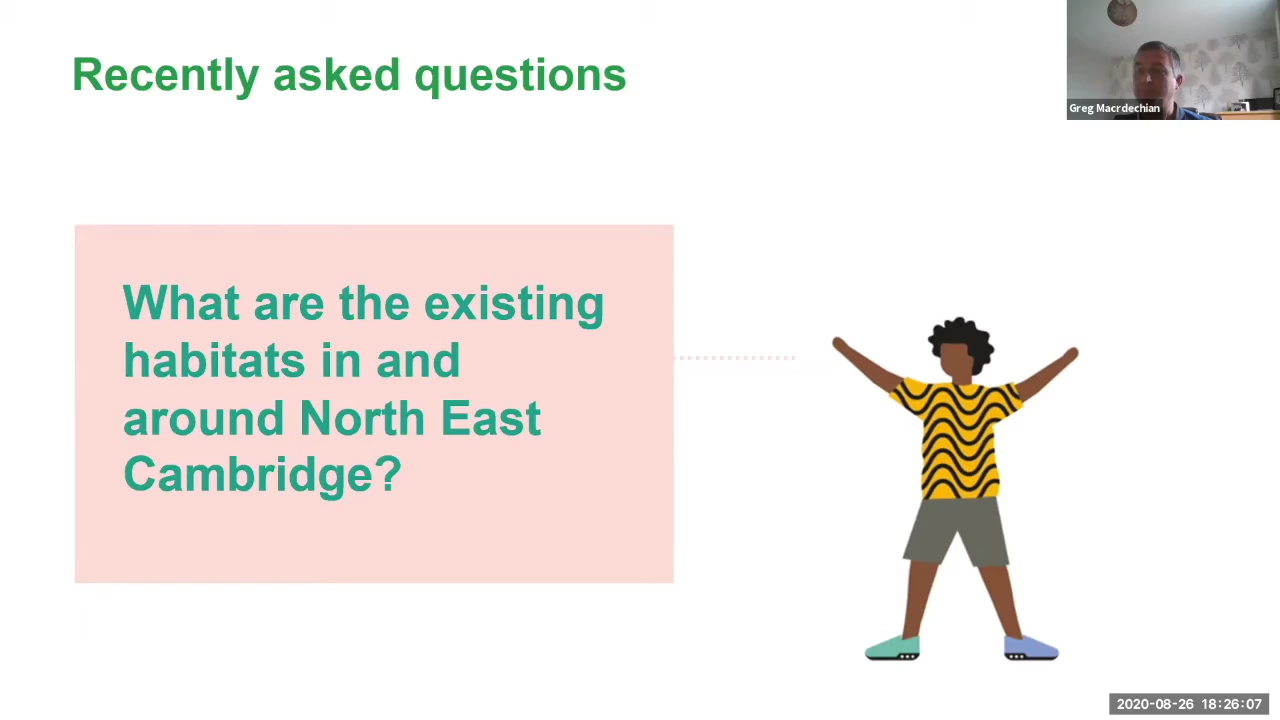 Recently asked questions
Greg Macrdechian
What are the existing
habitats in and
around North East
Cambridge?
2020-08-26 18:26:07